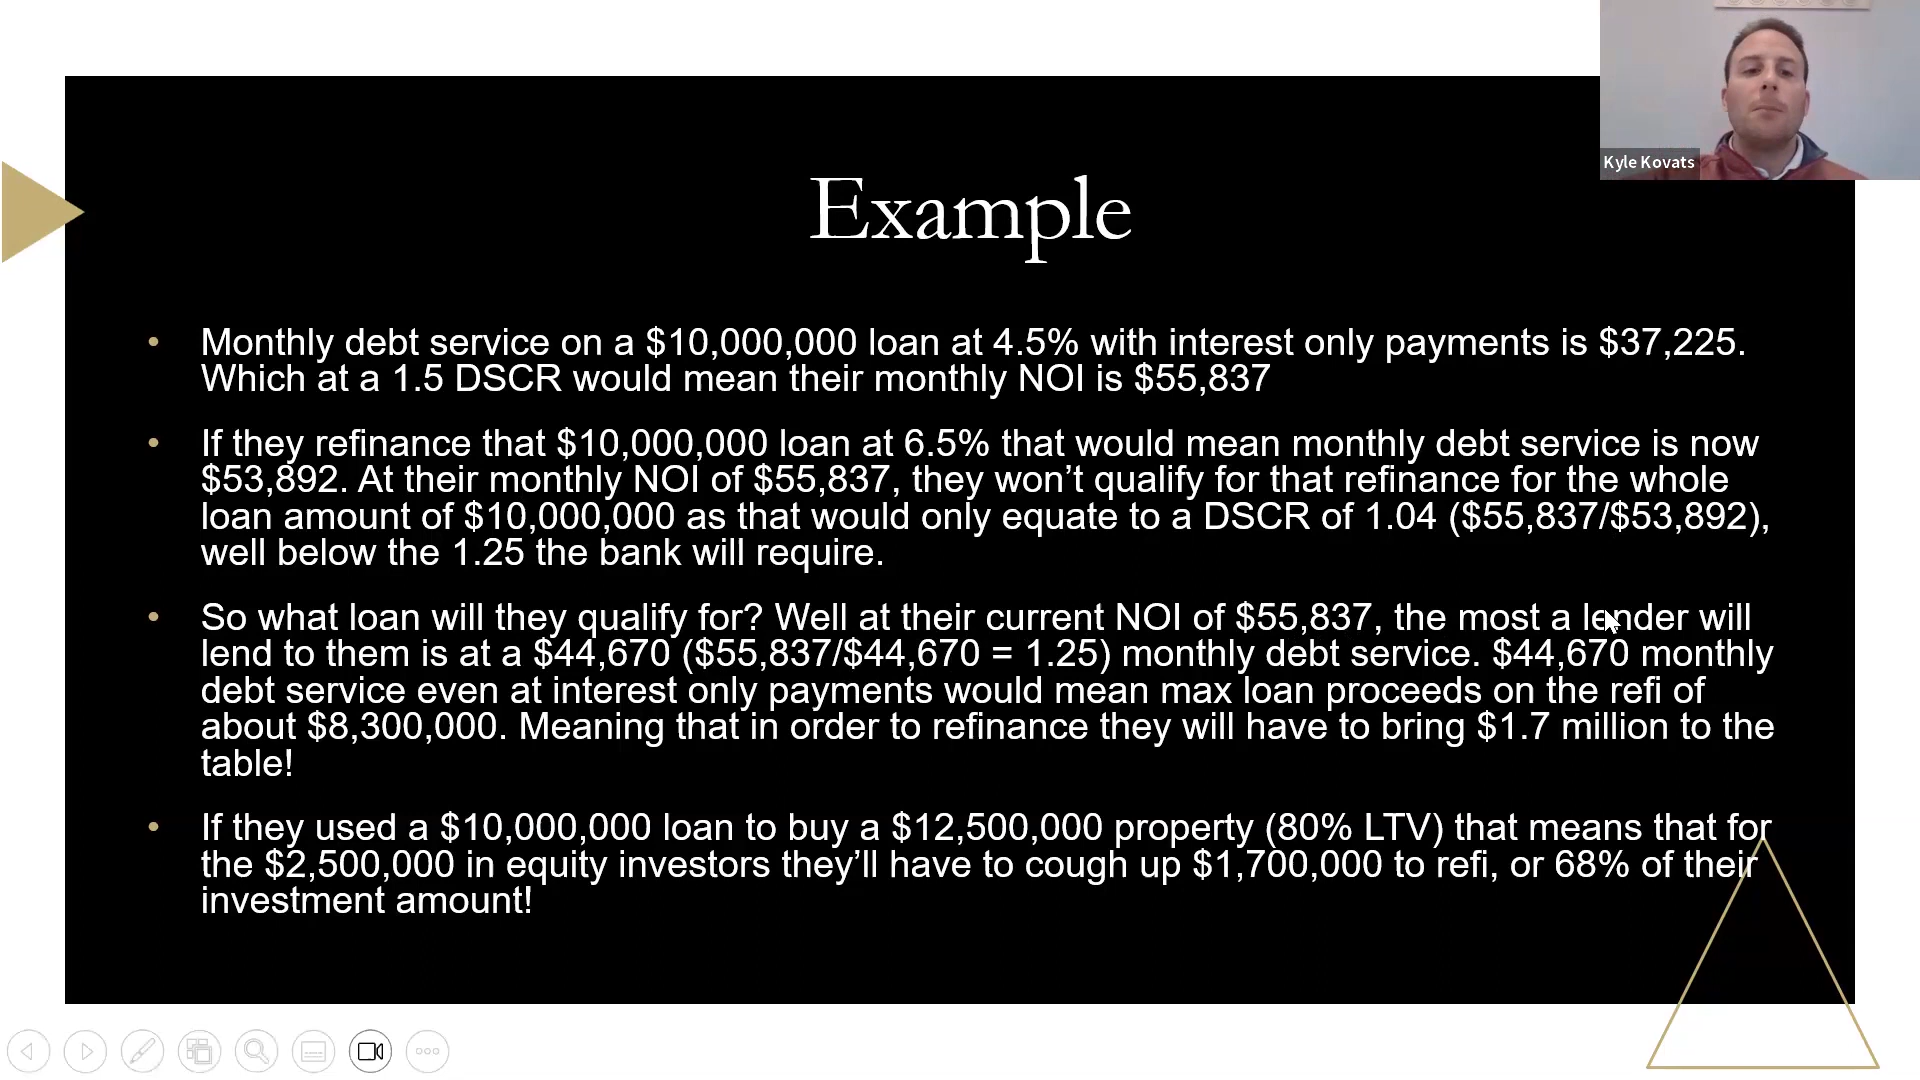 Kyle Kovats
Example
• Monthly debt service on a $10,000,000 loan at 4.5% with interest only payments is $37,225.
Which at a 1.5 DSCR would mean their monthly NOI is $55,837
• If they refinance that $10,000,000 loan at 6.5% that would mean monthly debt service is now
$53,892. At their monthly NOI of $55,837, they won’t qualify for that refinance for the whole
loan amount of $10,000,000 as that would only equate to a DSCR of 1.04 ($55,837/$53,892),
well below the 1.25 the bank will require.
• So what loan will they qualify for? Well at their current NOI of $55,837, the most a lender will
lend to them is at a $44,670 ($55,837/$44,670 = 1.25) monthly debt service. $44,670 monthly
debt service even at interest only payments would mean max loan proceeds on the refi of
about $8,300,000. Meaning that in order to refinance they will have to bring $1.7 million to the
table!
• If they used a $10,000,000 loan to buy a $12,500,000 property (80% LTV) that means that for
the $2,500,000 in equity investors they’ll have to cough up $1,700,000 to refi, or 68% of their
investment amount!